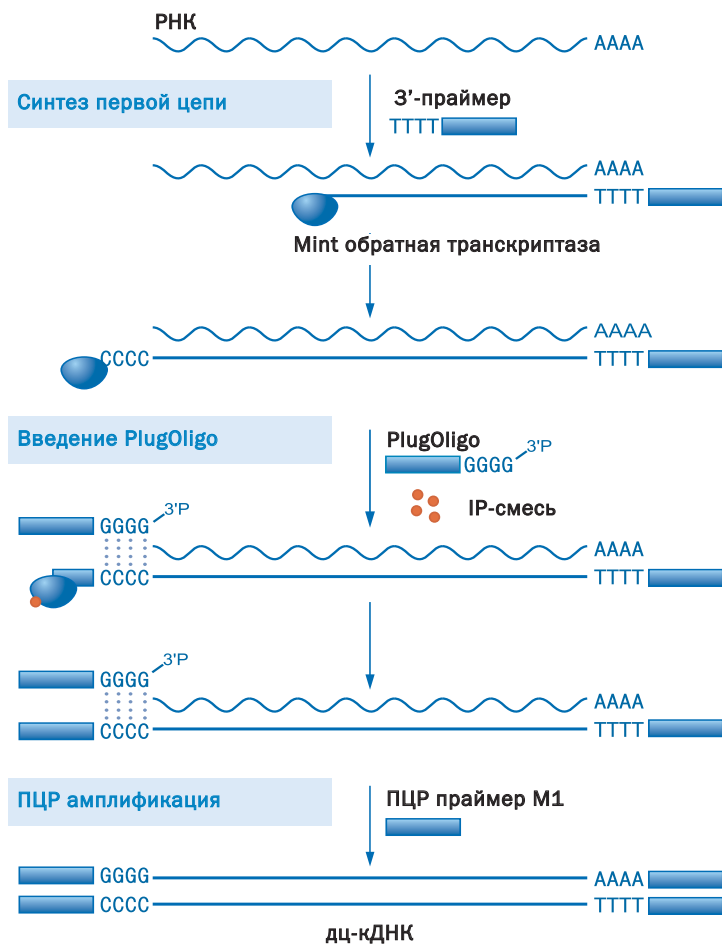 РНК
AAAA
Синтез первой цепи
3’-праймер
TTTT
AAAA
TTTT
Mint обратная транскриптаза
AAAA
CCCC
TTTT
Введение PlugOligo
PlugOligo
GGGG
3'P
IP-смесь
GGGG
3'P
AAAA
CCCC
TTTT
GGGG
3'P
AAAA
CCCC
TTTT
ПЦР амплификация
ПЦР праймер M1
GGGG
AAAA
CCCC
TTTT
дц-кДНК